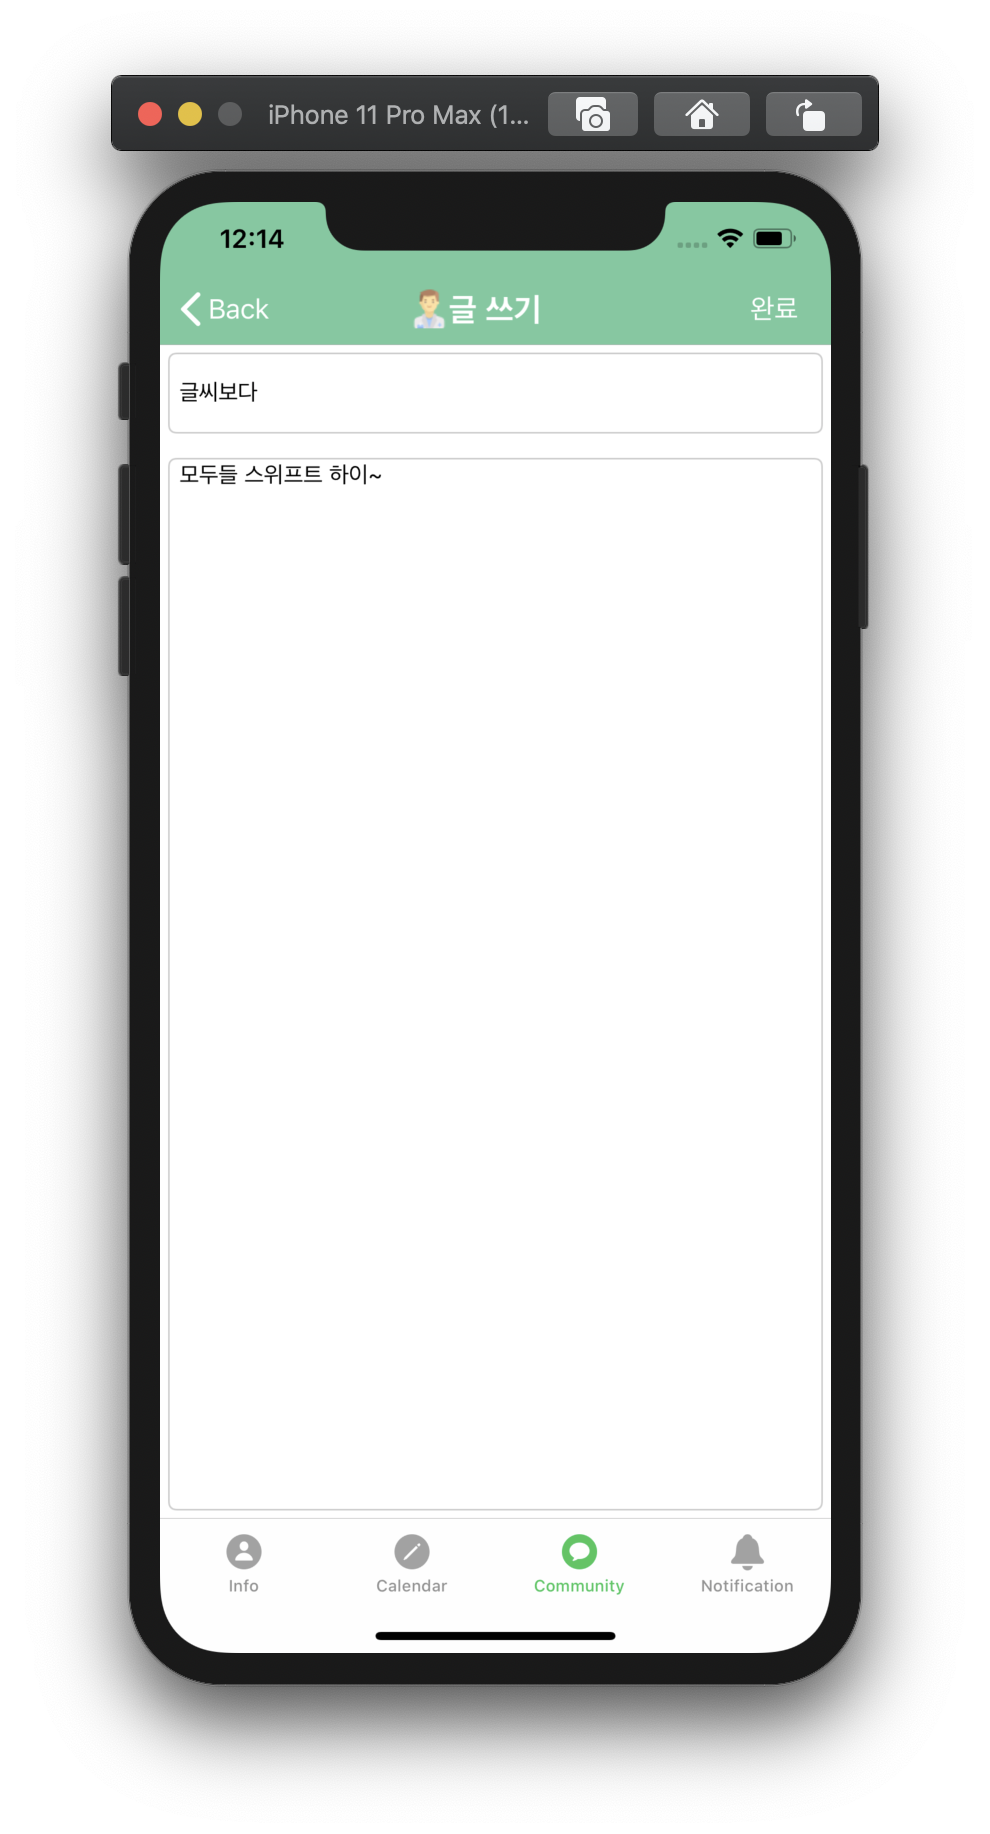 iPhone 11 Pro Max (1...
12:14
Back
👨‍⚕️글 쓰기
완료
글씨보다
모두들 스위프트 하이~
Info
Calendar
Community
Notification